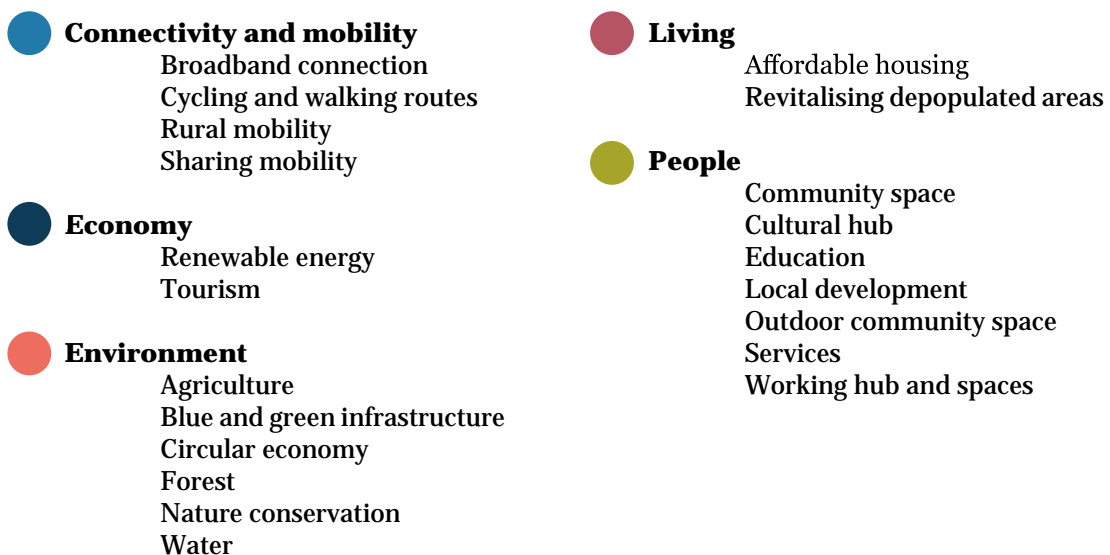 Connectivity and mobility
Broadband connection
Cycling and walking routes
Rural mobility
Sharing mobility
Economy
Renewable energy
Tourism
Environment
Agriculture
Blue and green infrastructure
Circular economy
Forest
Nature conservation
Water
Living
Affordable housing
Revitalising depopulated areas
People
Community space
Cultural hub
Education
Local development
Outdoor community space
Services
Working hub and spaces